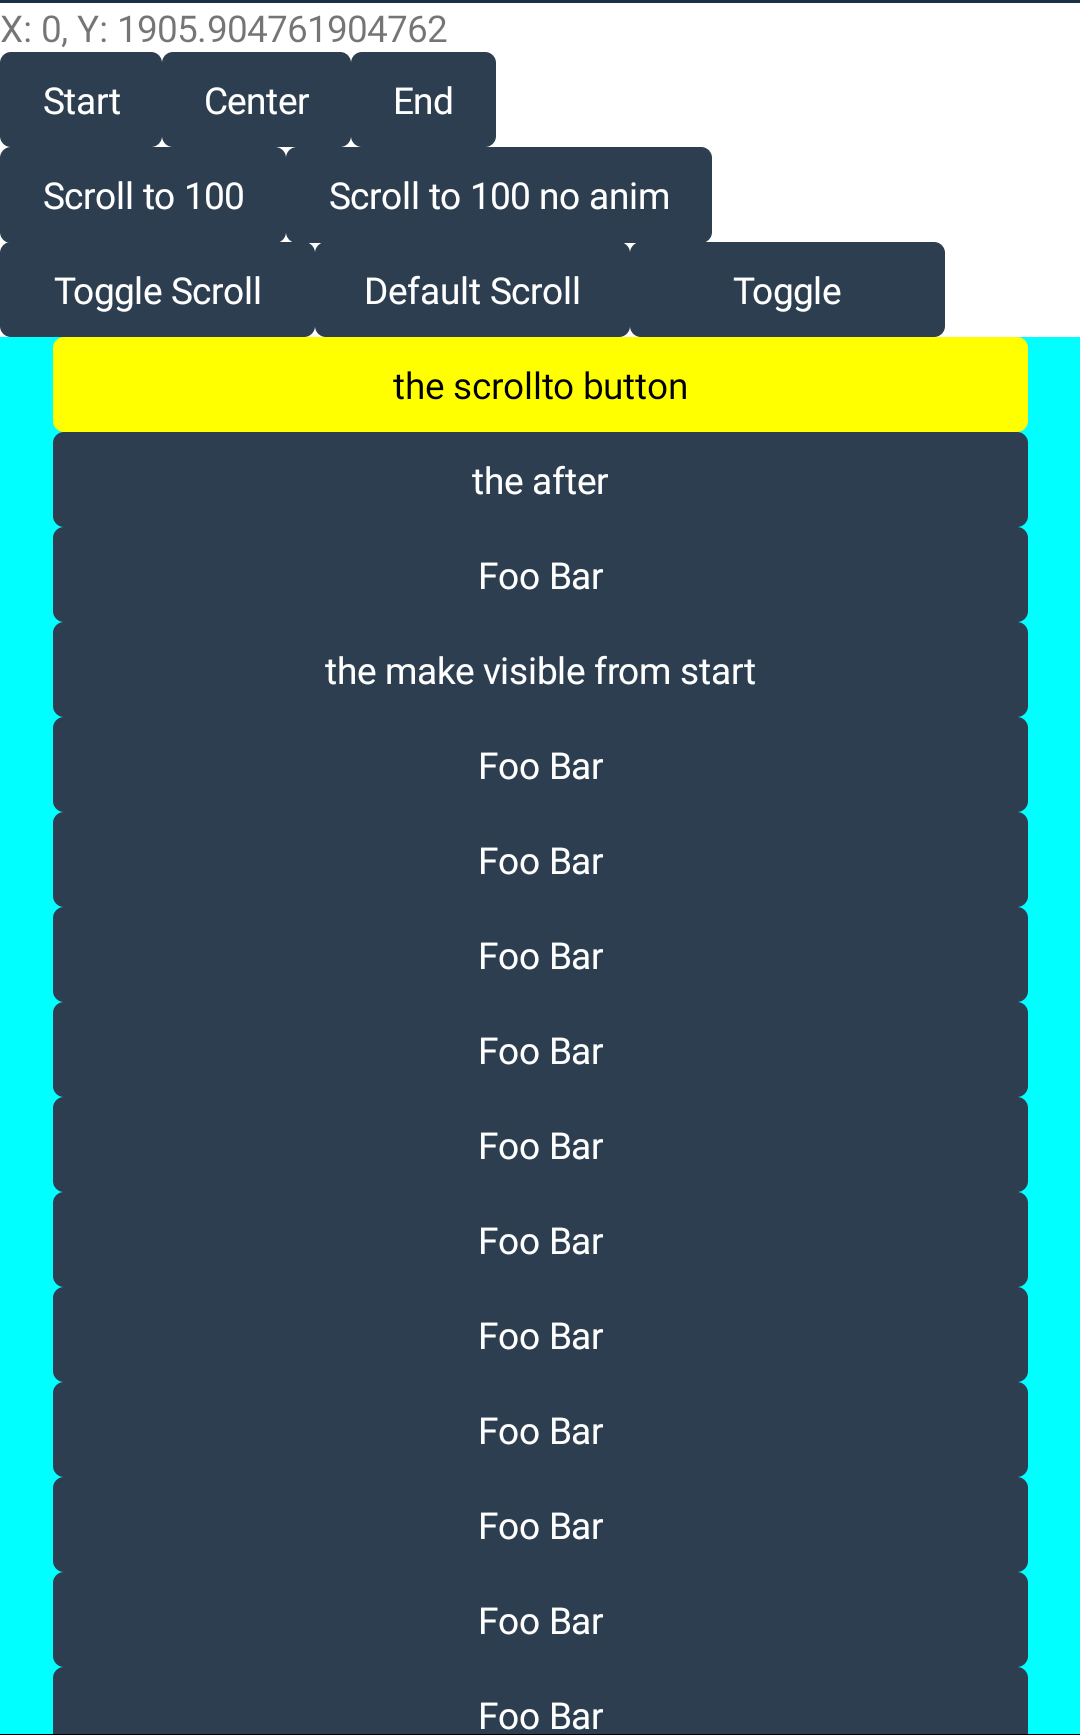 X: 0, Y: 1905.904761904762
Start Center End
Scroll to 100 Scroll to 100 no anim
Toggle Scroll Default Scroll Toggle
the scrollto button
the after
Foo Bar
the make visible from start
Foo Bar
Foo Bar
Foo Bar
Foo Bar
Foo Bar
Foo Bar
Foo Bar
Foo Bar
Foo Bar
Foo Bar
Foo Bar